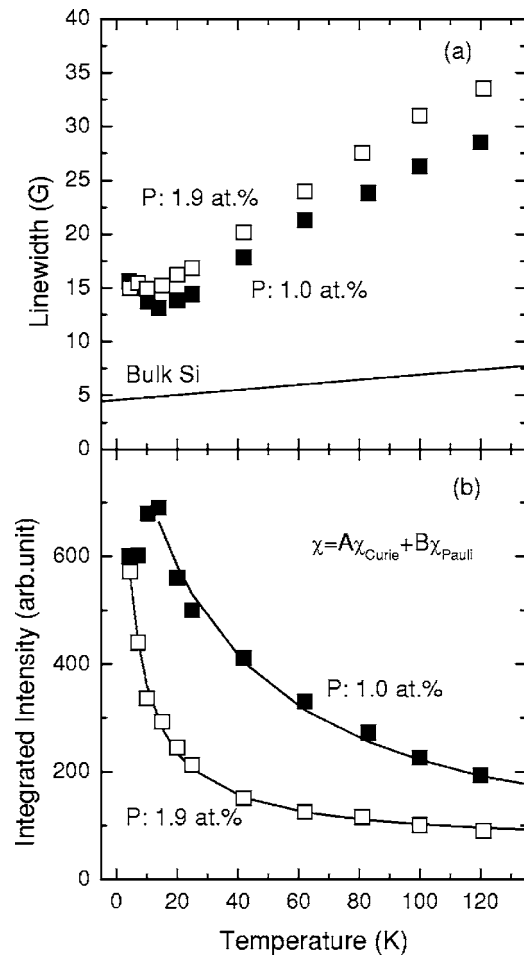 (a)
40
35
30
25
20
15
10
5
0
Linewidth (G)
P: 1.9 at.%
P: 1.0 at.%
Bulk Si
(b)
χ=Aχ_Curie+Bχ_Pauli
600
400
200
0
Integrated Intensity (arb.unit)
P: 1.0 at.%
P: 1.9 at.%
0 20 40 60 80 100 120
Temperature (K)